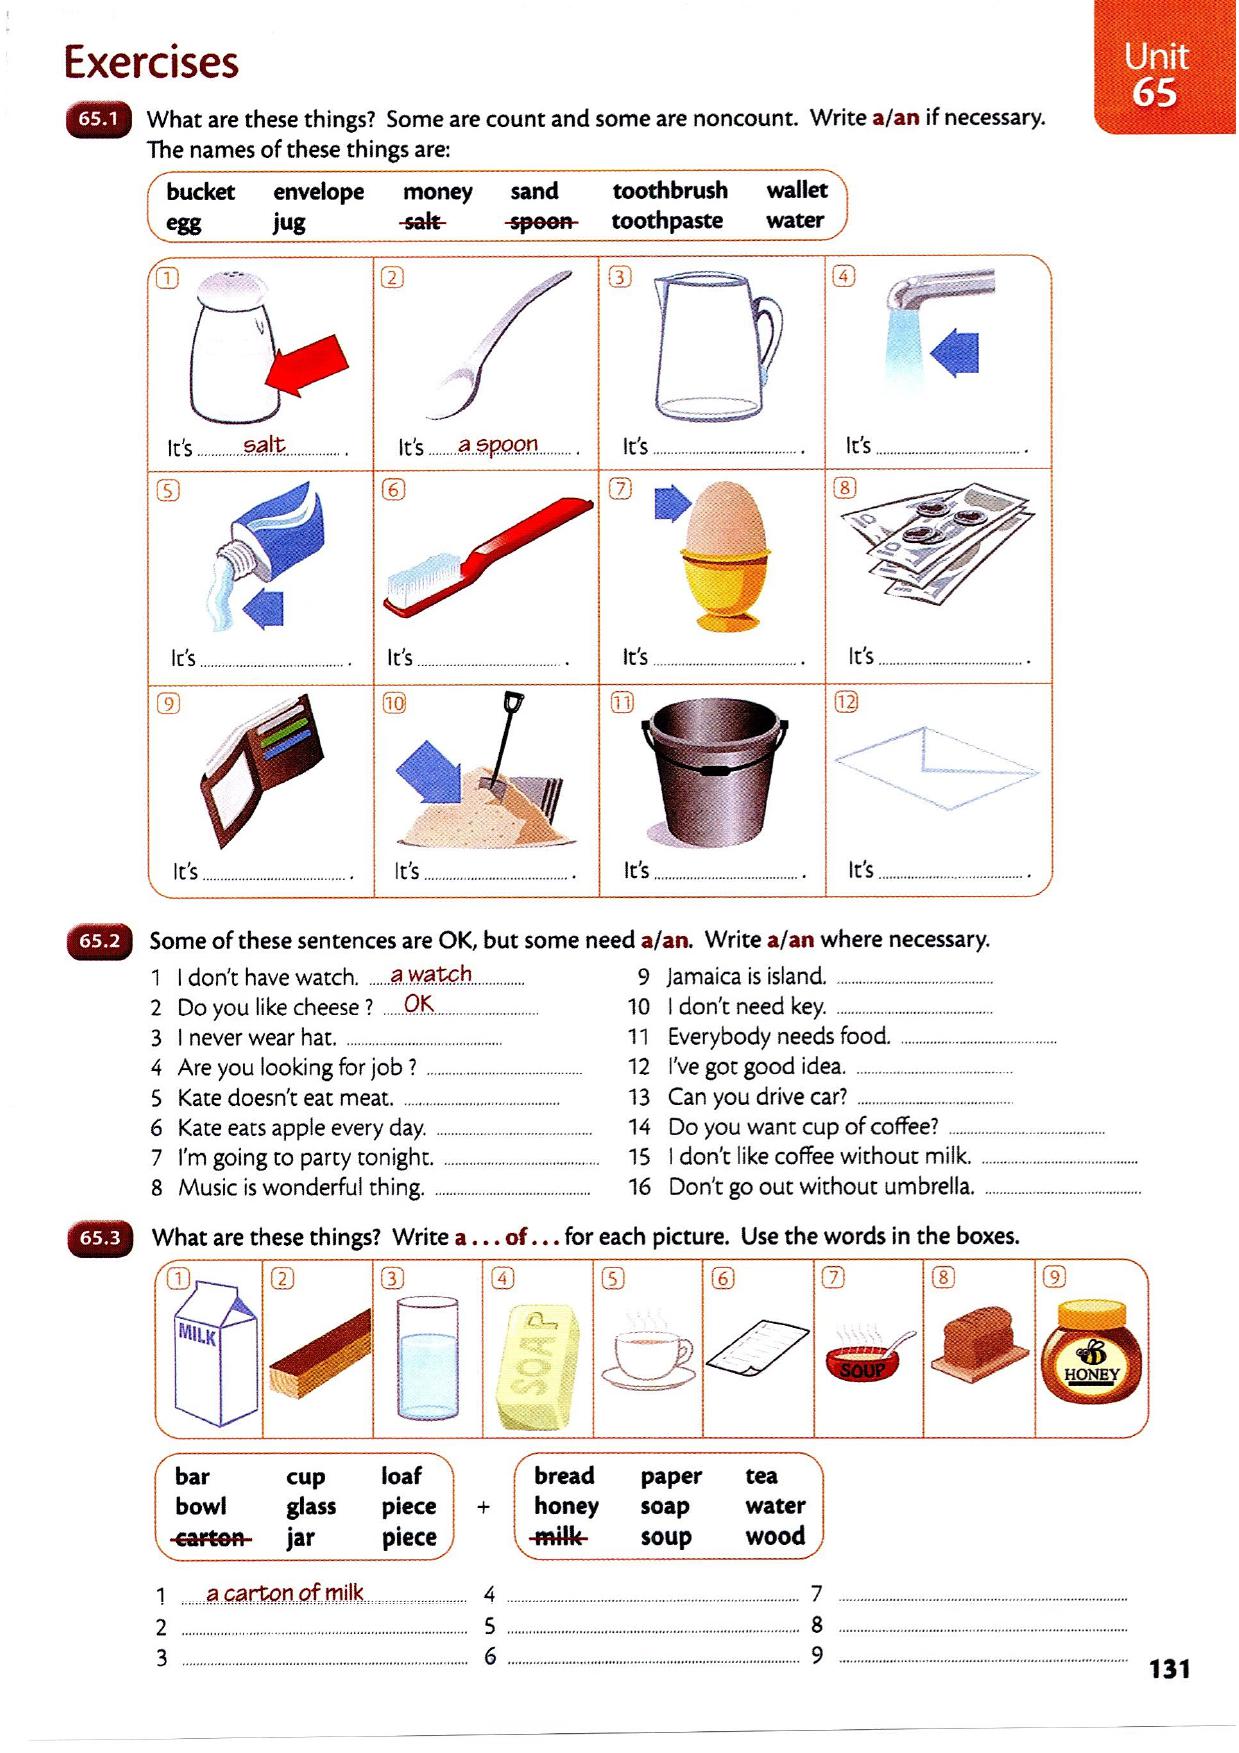 Exercises
Unit
65
65.1 What are these things? Some are count and some are noncount. Write a/an if necessary.
The names of these things are:
bucket envelope money sand toothbrush wallet
egg jug salt spoon toothpaste water
1 2 3 4
It's salt . It's a spoon . It's . It's .
5 6 7 8
It's . It's . It's . It's .
9 10 11 12
It's . It's . It's . It's .
65.2 Some of these sentences are OK, but some need a/an. Write a/an where necessary.
1 I don't have watch. a watch
2 Do you like cheese ? OK
3 I never wear hat.
4 Are you looking for job ?
5 Kate doesn't eat meat.
6 Kate eats apple every day.
7 I'm going to party tonight.
8 Music is wonderful thing.
9 Jamaica is island.
10 I don't need key.
11 Everybody needs food.
12 I've got good idea.
13 Can you drive car?
14 Do you want cup of coffee?
15 I don't like coffee without milk.
16 Don't go out without umbrella.
65.3 What are these things? Write a . . . of . . . for each picture. Use the words in the boxes.
1 2 3 4 5 6 7 8 9
MILK
SOAP
SOUP
HONEY
bar cup loaf
bowl glass piece
carton jar piece
+
bread paper tea
honey soap water
milk soup wood
1 a carton of milk 4 7
2 5 8
3 6 9
131